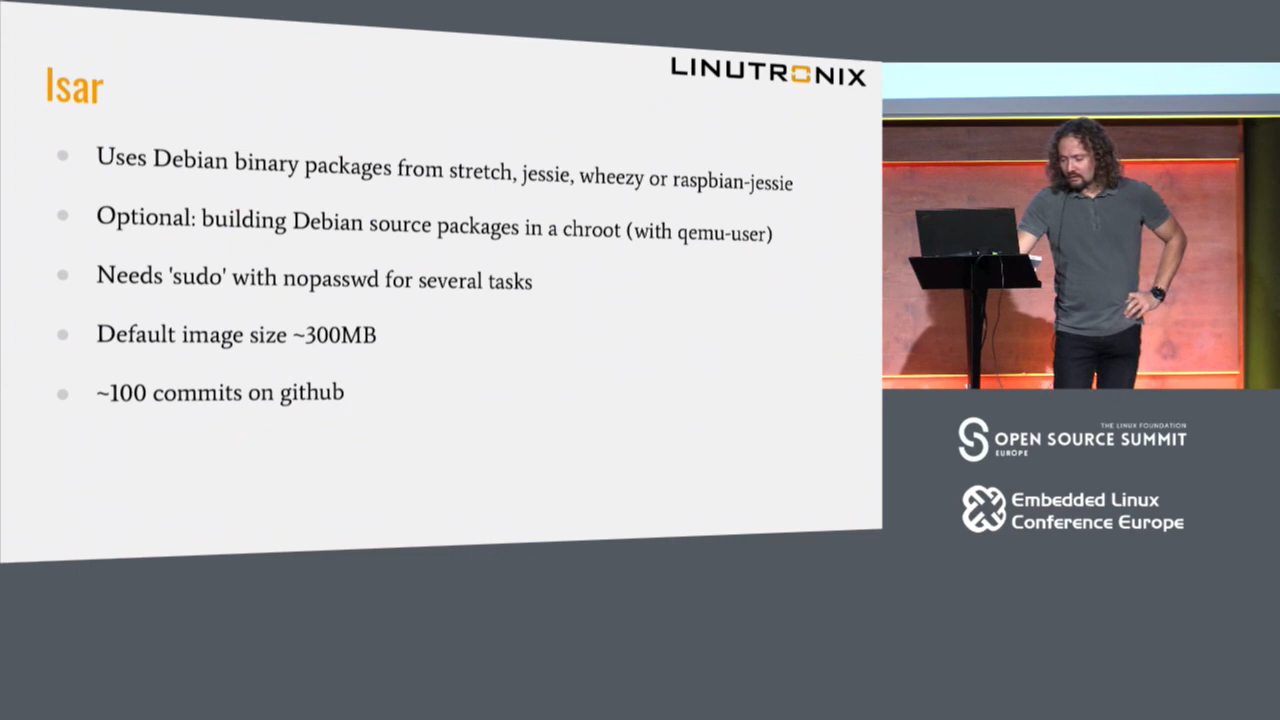 LINUTRONIX
Isar
Uses Debian binary packages from stretch, jessie, wheezy or raspbian-jessie
Optional: building Debian source packages in a chroot (with qemu-user)
Needs 'sudo' with nopasswd for several tasks
Default image size ~300MB
~100 commits on github
THE LINUX FOUNDATION
OPEN SOURCE SUMMIT
EUROPE
Embedded Linux
Conference Europe